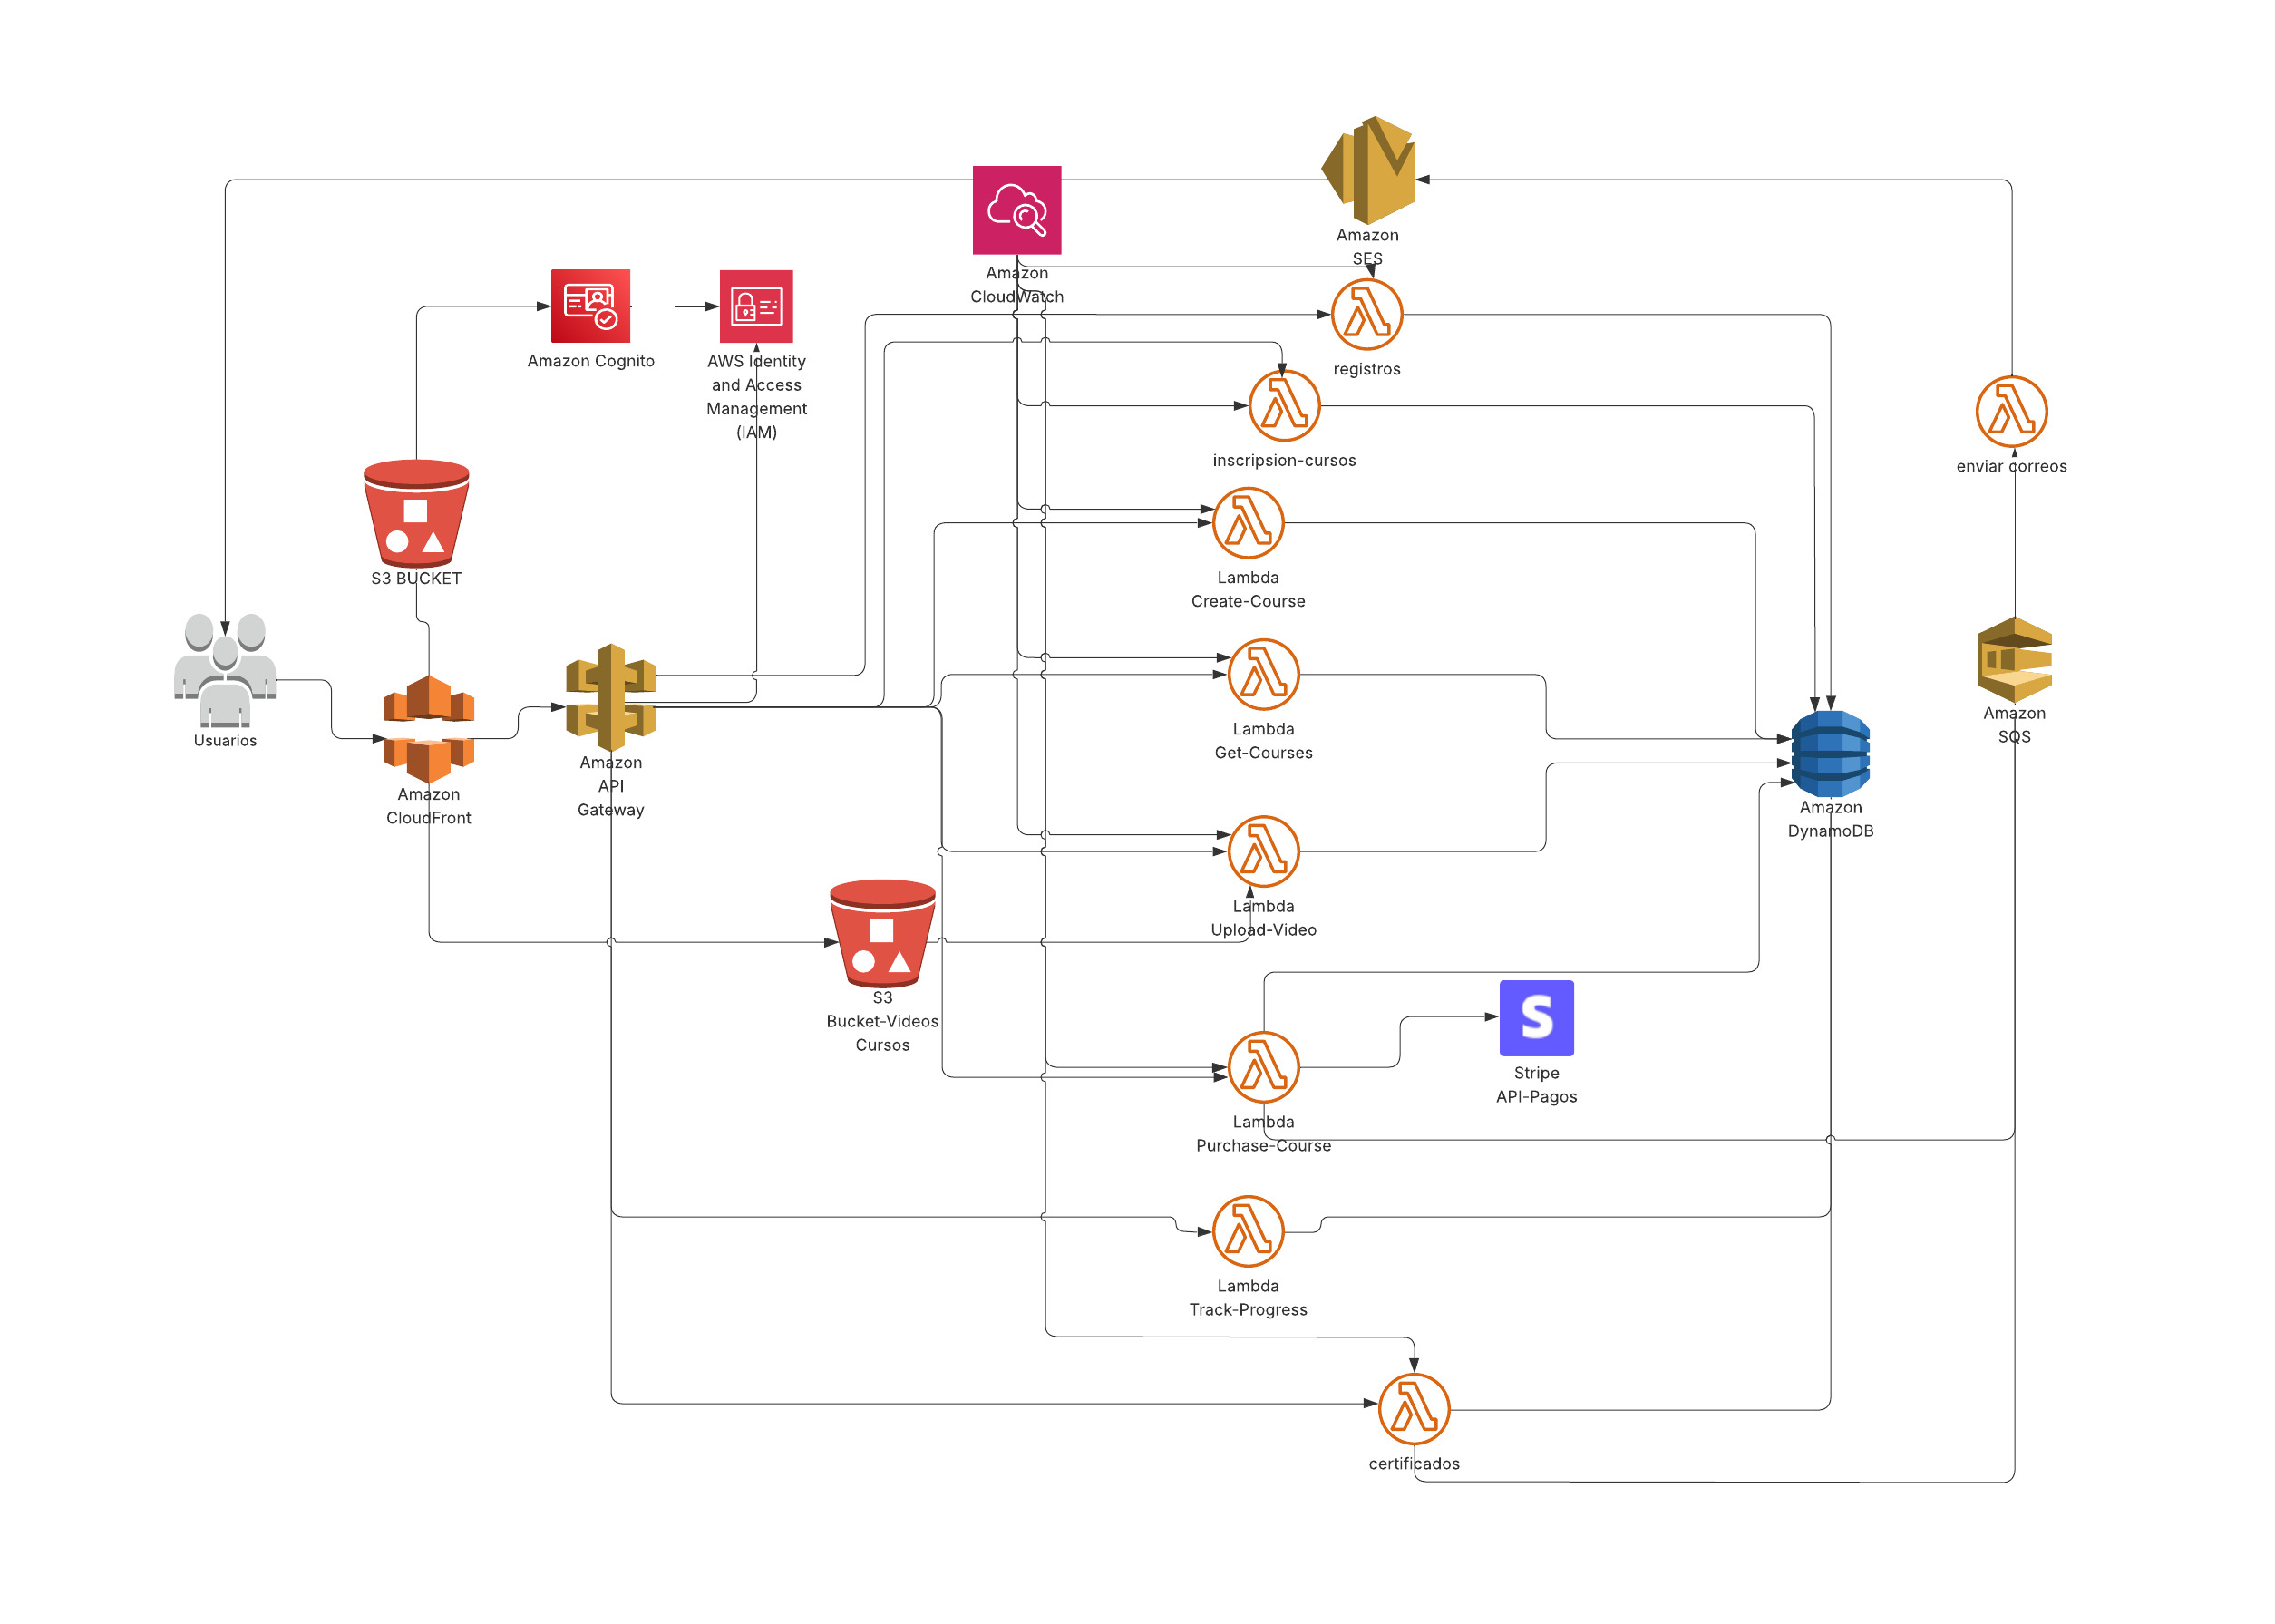 Amazon
SES
Amazon
CloudWatch
Amazon Cognito
AWS Identity
and Access
Management
(IAM)
registros
inscripsion-cursos
enviar correos
S3 BUCKET
Lambda
Create-Course
Usuarios
Amazon
API
Gateway
Lambda
Get-Courses
Amazon
SQS
Amazon
CloudFront
Amazon
DynamoDB
Lambda
Upload-Video
S3
Bucket-Videos
Cursos
S
Stripe
API-Pagos
Lambda
Purchase-Course
Lambda
Track-Progress
certificados